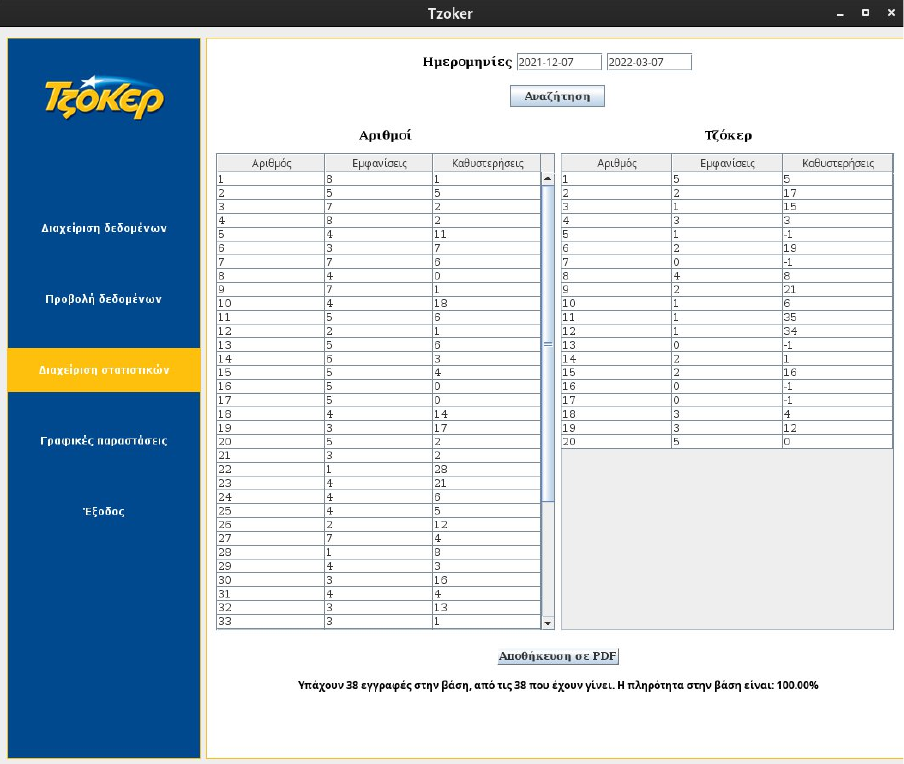 Tzoker
Τζόκερ
Διαχείριση δεδομένων
Προβολή δεδομένων
Διαχείριση στατιστικών
Γραφικές παραστάσεις
Έξοδος
Ημερομηνίες 2021-12-07 2022-03-07
Αναζήτηση
Αριθμοί
Αριθμός Εμφανίσεις Καθυστερήσεις
1 8 1
2 5 5
3 7 2
4 8 2
5 4 11
6 3 7
7 7 6
8 4 0
9 7 1
10 4 18
11 5 6
12 2 1
13 5 6
14 6 3
15 5 4
16 5 0
17 5 0
18 4 14
19 3 17
20 5 2
21 3 2
22 1 28
23 4 21
24 4 6
25 4 5
26 2 12
27 7 4
28 1 8
29 4 3
30 3 16
31 4 4
32 3 13
33 3 1
Τζόκερ
Αριθμός Εμφανίσεις Καθυστερήσεις
1 5 5
2 2 17
3 1 15
4 3 3
5 1 -1
6 2 19
7 0 -1
8 4 8
9 2 21
10 1 6
11 1 35
12 1 34
13 0 -1
14 2 1
15 2 16
16 0 -1
17 0 -1
18 3 4
19 3 12
20 5 0
Αποθήκευση σε PDF
Υπάχουν 38 εγγραφές στην βάση, από τις 38 που έχουν γίνει. Η πληρότητα στην βάση είναι: 100.00%